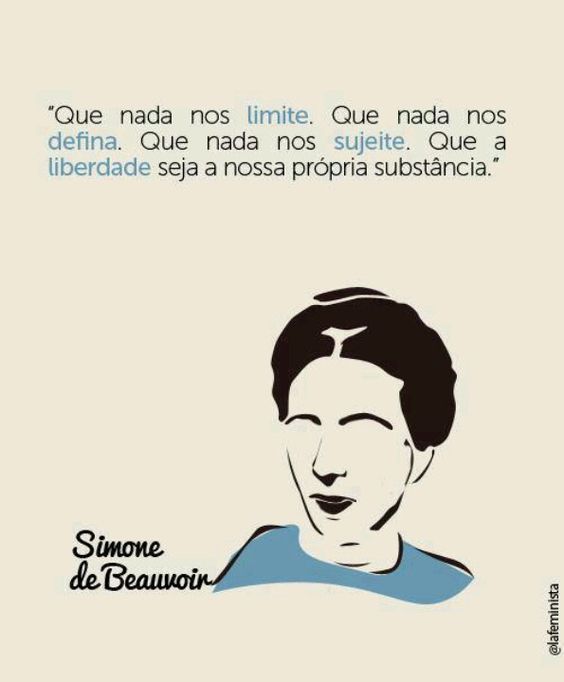 “Que nada nos limite. Que nada nos
defina. Que nada nos sujeite. Que a
liberdade seja a nossa própria substância.”
Simone
de Beauvoir
@lafeminista